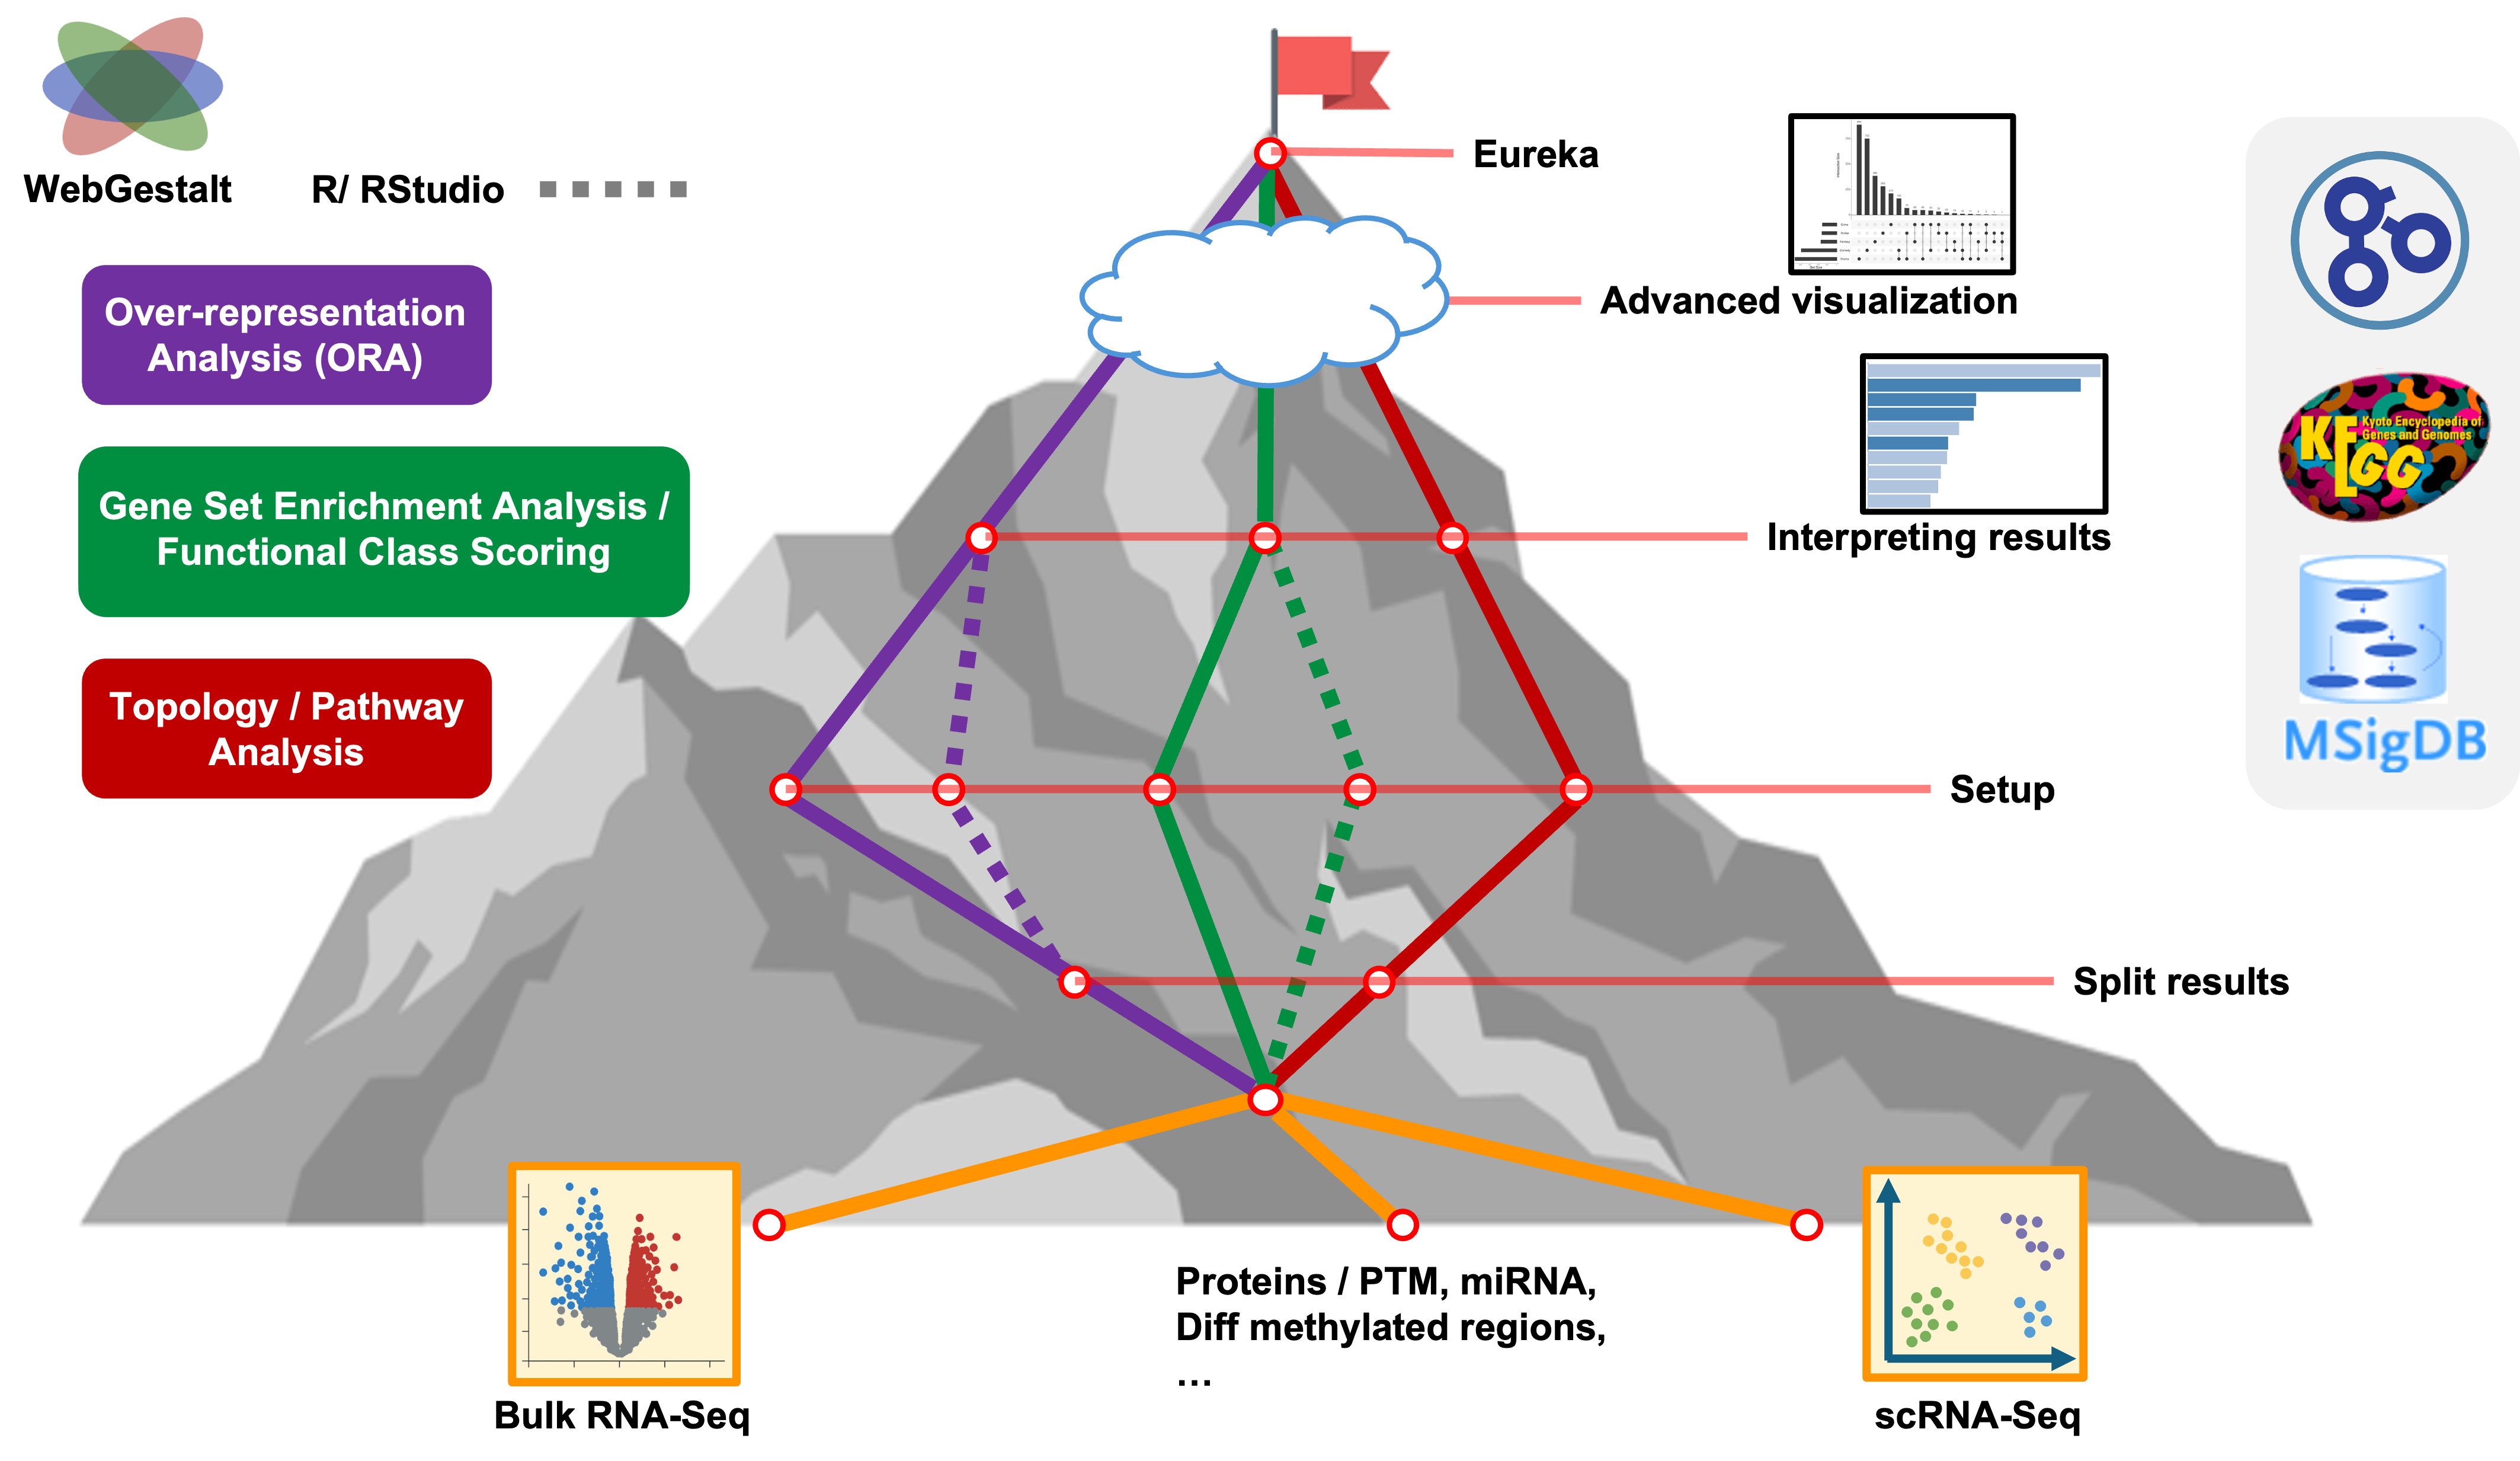 WebGestalt
R/ RStudio
Over-representation
Analysis (ORA)
Gene Set Enrichment Analysis /
Functional Class Scoring
Topology / Pathway
Analysis
Eureka
Advanced visualization
Interpreting results
Setup
Split results
Kyoto Encyclopedia of
Genes and Genomes
KEGG
MSigDB
Bulk RNA-Seq
Proteins / PTM, miRNA,
Diff methylated regions,
…
scRNA-Seq